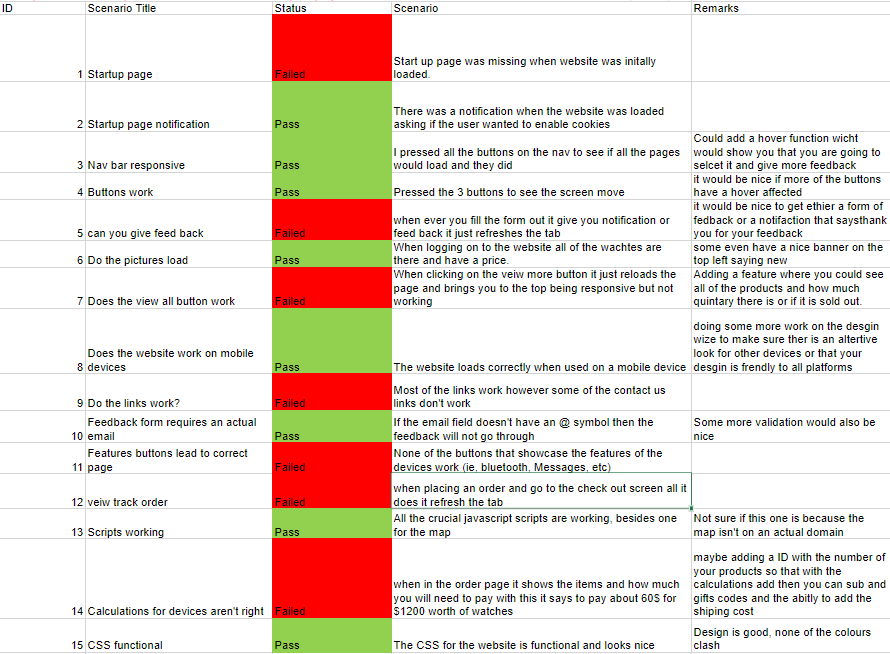 ID Scenario Title Status Scenario Remarks
Start up page was missing when website was initally
1 Startup page Failed loaded.
There was a notification when the website was loaded
2 Startup page notification Pass asking if the user wanted to enable cookies
Could add a hover function wicht
I pressed all the buttons on the nav to see if all the pages would show you that you are going to
3 Nav bar responsive Pass would load and they did selcet it and give more feedback
it would be nice if more of the buttons
4 Buttons work Pass Pressed the 3 buttons to see the screen move have a hover affected
it would be nice to get ethier a form of
when ever you fill the form out it give you notification or fedback or a notifaction that saysthank
5 can you give feed back Failed feed back it just refreshes the tab you for your feedback
When logging on to the website all of the wachtes are some even have a nice banner on the
6 Do the pictures load Pass there and have a price. top left saying new
When clicking on the veiw more button it just reloads the Adding a feature where you could see
page and brings you to the top being responsive but not all of the products and how much
7 Does the view all button work Failed working quintary there is or if it is sold out.
doing some more work on the desgin
Does the website work on mobile wize to make sure ther is an altertive
look for other devices or that your
8 devices Pass The website loads correctly when used on a mobile device desgin is frendly to all platforms
Most of the links work however some of the contact us
9 Do the links work? Failed links don't work
Feedback form requires an actual If the email field doesn't have an @ symbol then the Some more validation would also be
10 email Pass feedback will not go through nice
Features buttons lead to correct None of the buttons that showcase the features of the
11 page Failed devices work (ie, bluetooth, Messages, etc)
when placing an order and go to the check out screen all it
12 veiw track order Failed does it refresh the tab
All the crucial javascript scripts are working, besides one Not sure if this one is because the
13 Scripts working Pass for the map map isn't on an actual domain
maybe adding a ID with the number of
your products so that with the
when in the order page it shows the items and how much calculations add then you can sub and
you will need to pay with this it says to pay about 60$ for gifts codes and the abitly to add the
14 Calculations for devices aren't right Failed $1200 worth of watches shiping cost
Design is good, none of the colours
15 CSS functional Pass The CSS for the website is functional and looks nice clash